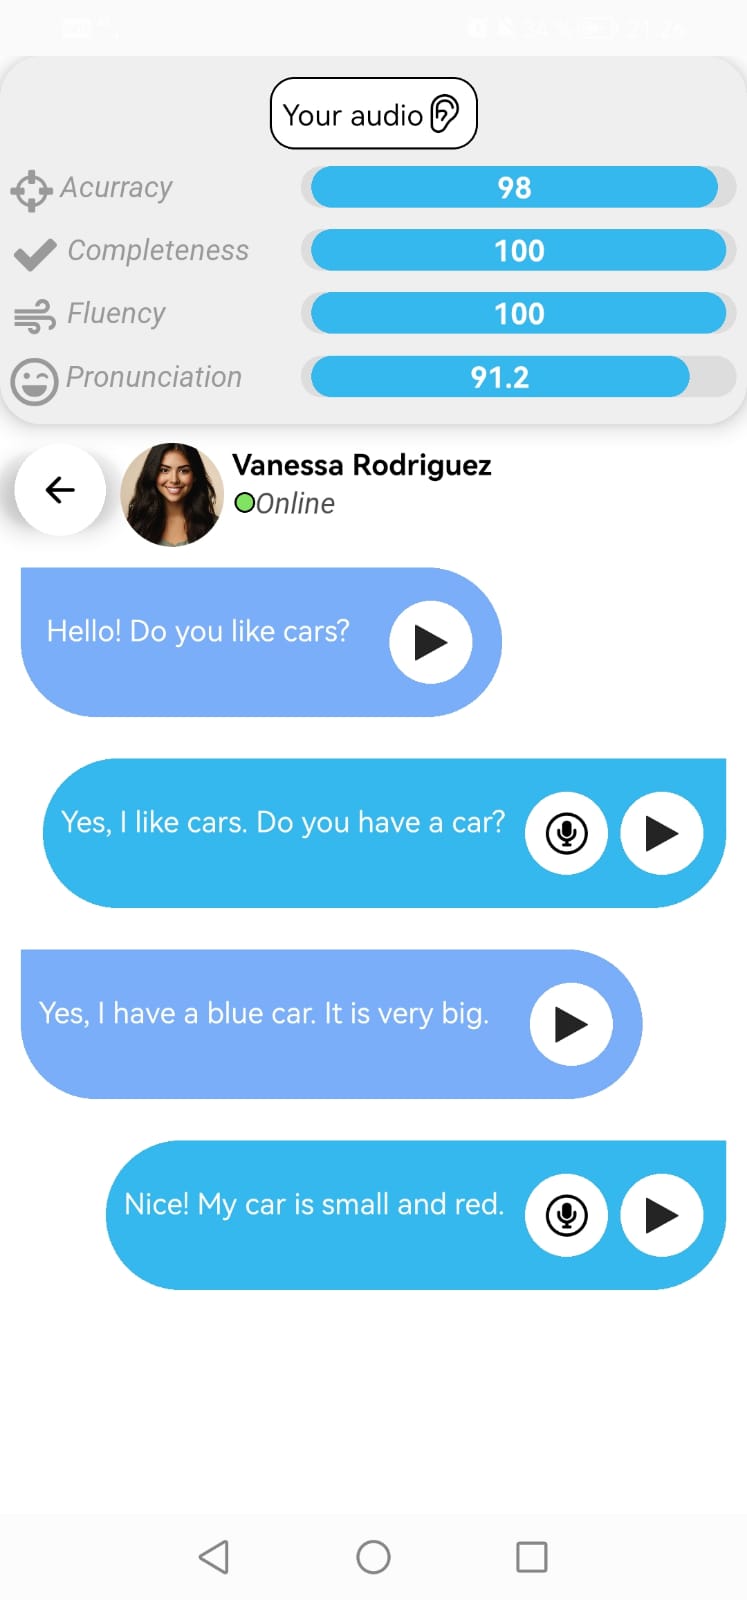 Your audio
Acurracy
98
Completeness
100
Fluency
100
Pronunciation
91.2
Vanessa Rodriguez
Online
Hello! Do you like cars?
Yes, I like cars. Do you have a car?
Yes, I have a blue car. It is very big.
Nice! My car is small and red.